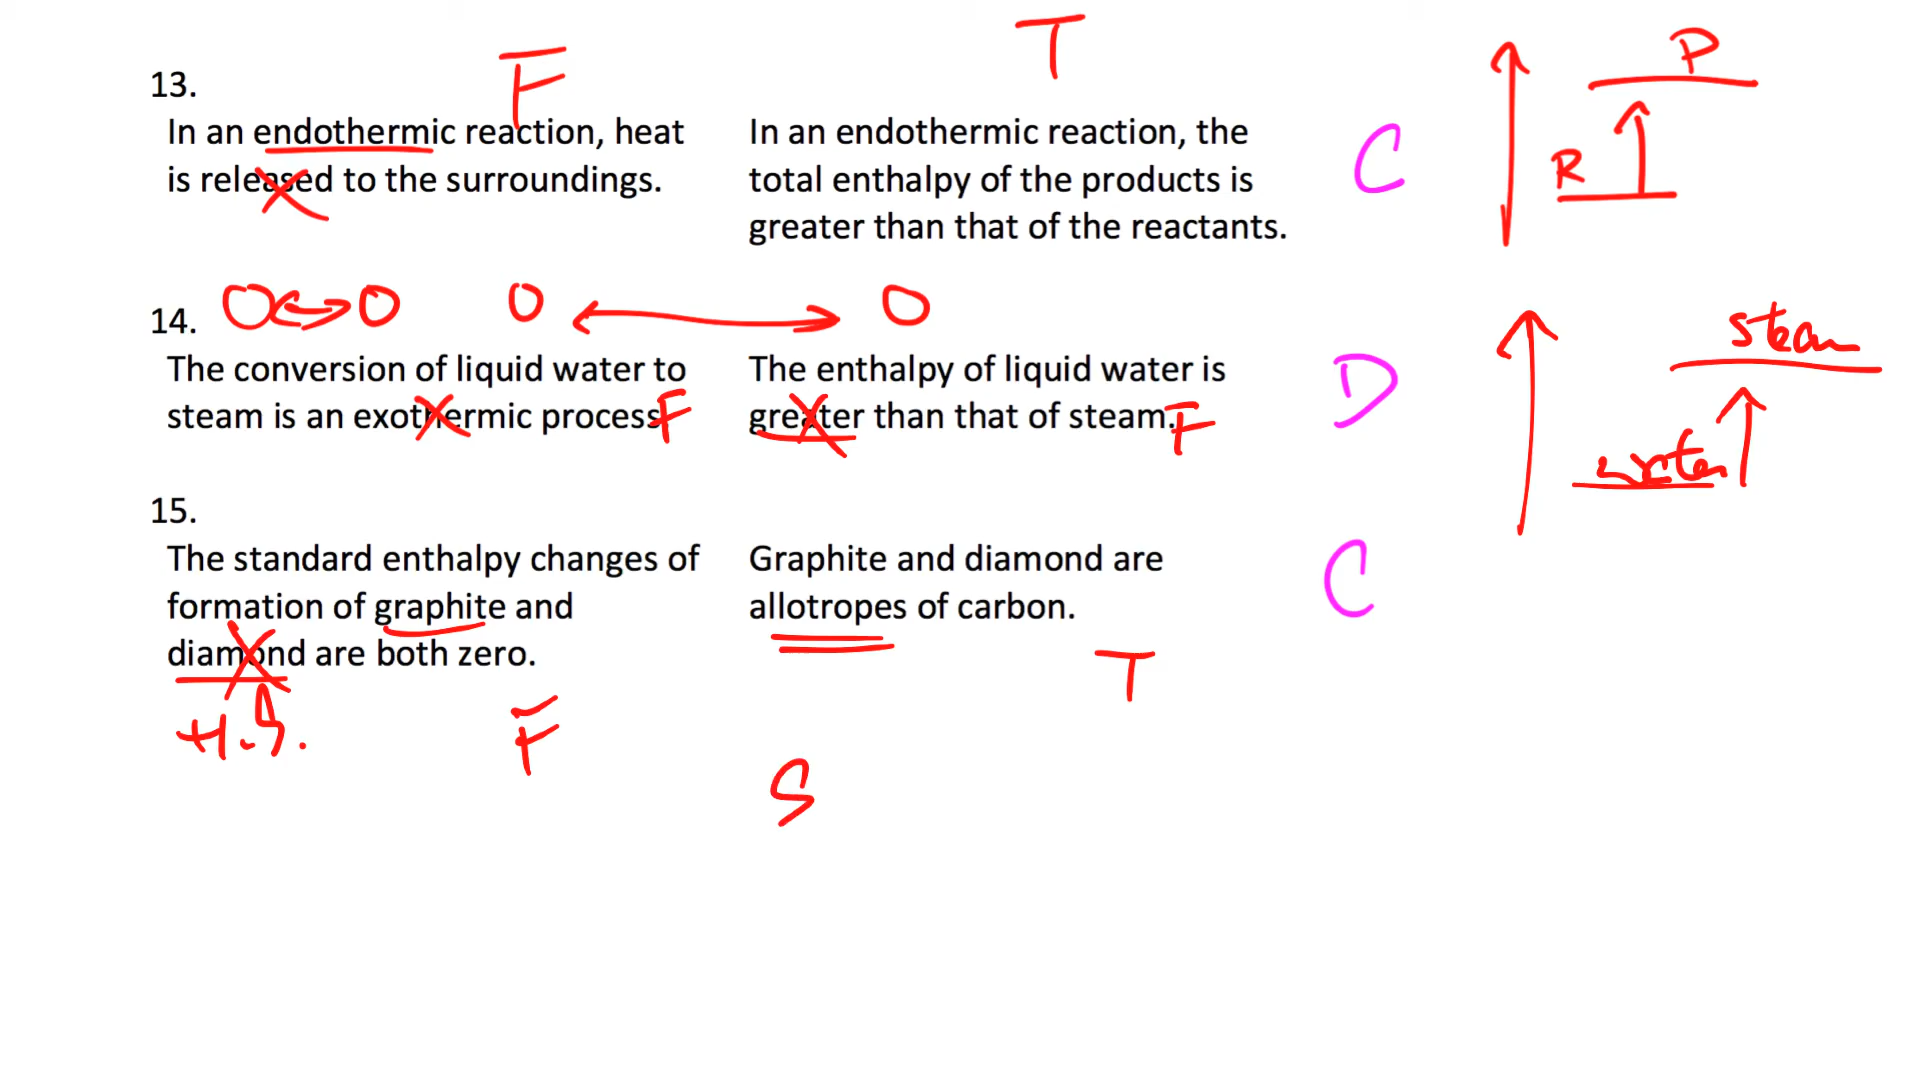 F
T
P
13.
In an endothermic reaction, heat
is released to the surroundings.
In an endothermic reaction, the
total enthalpy of the products is
greater than that of the reactants.
C
R
14.
The conversion of liquid water to
steam is an exothermic process
F
The enthalpy of liquid water is
greater than that of steam.
F
D
steam
water
15.
The standard enthalpy changes of
formation of graphite and
diamond are both zero.
Graphite and diamond are
allotropes of carbon.
C
T
F
S